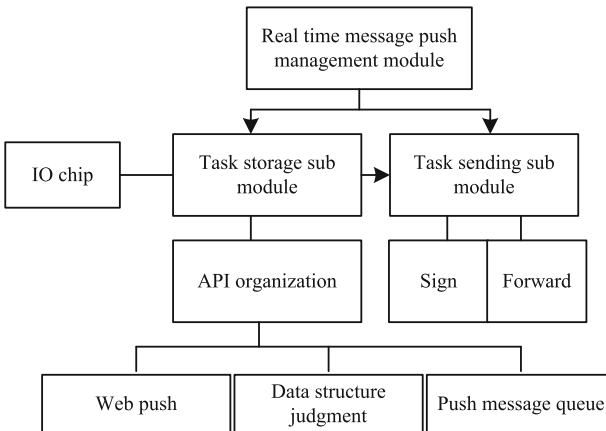 Real time message push
management module
IO chip
Task storage sub
module
Task sending sub
module
API organization
Sign
Forward
Web push
Data structure
judgment
Push message queue